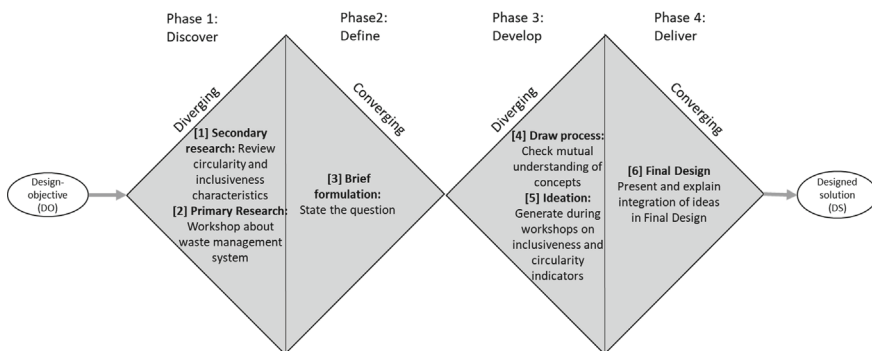 Phase 1:
Discover
Phase2:
Define
Phase 3:
Develop
Phase 4:
Deliver
Diverging
Converging
Diverging
Converging
Design-
objective
(DO)
[1] Secondary
research: Review
circularity and
inclusiveness
characteristics
[2] Primary Research:
Workshop about
waste management
system
[3] Brief
formulation:
State the question
[4] Draw process:
Check mutual
understanding of
concepts
[5] Ideation:
Generate during
workshops on
inclusiveness and
circularity
indicators
[6] Final Design
Present and explain
integration of ideas
in Final Design
Designed
solution
(DS)